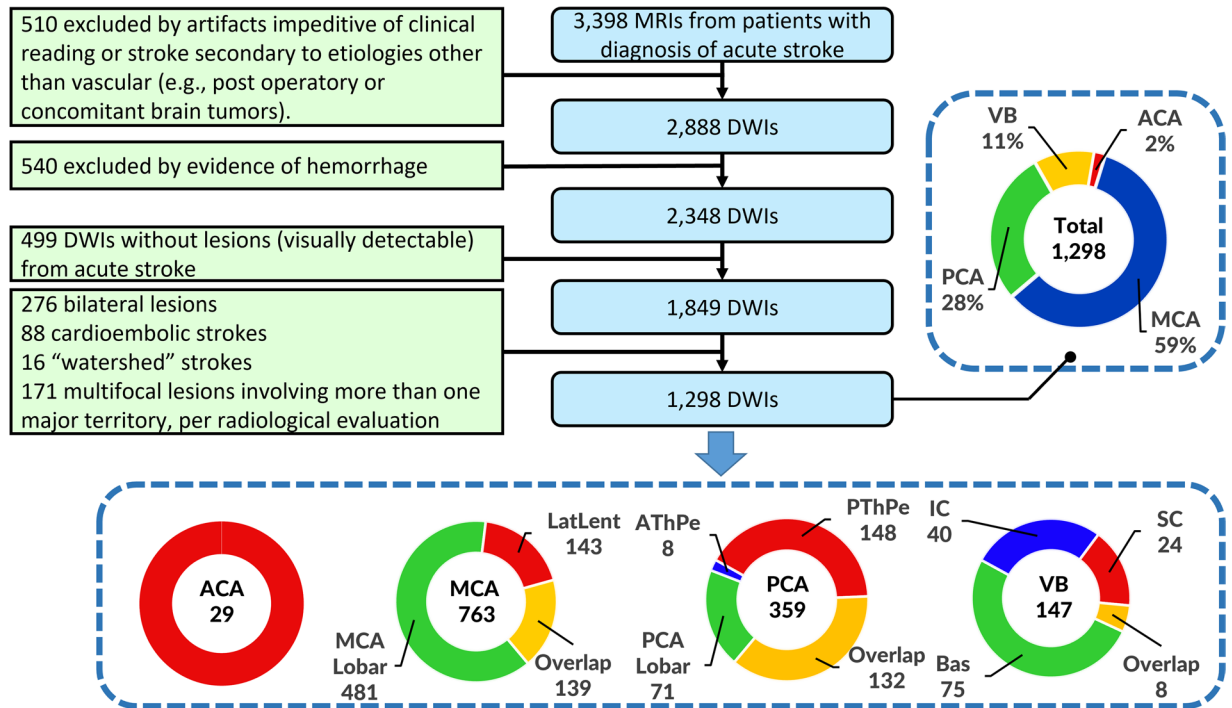 510 excluded by artifacts impeditive of clinical
reading or stroke secondary to etiologies other
than vascular (e.g., post operatory or
concomitant brain tumors).
3,398 MRIs from patients with
diagnosis of acute stroke
2,888 DWIs
540 excluded by evidence of hemorrhage
2,348 DWIs
499 DWIs without lesions (visually detectable)
from acute stroke
1,849 DWIs
276 bilateral lesions
88 cardioembolic strokes
16 “watershed” strokes
171 multifocal lesions involving more than one
major territory, per radiological evaluation
1,298 DWIs
VB
11%
ACA
2%
Total
1,298
PCA
28%
MCA
59%
ACA
29
LatLent
143
MCA
763
MCA
Lobar
481
Overlap
139
AThPe
8
PThPe
148
PCA
359
PCA
Lobar
71
Overlap
132
IC
40
SC
24
VB
147
Bas
75
Overlap
8